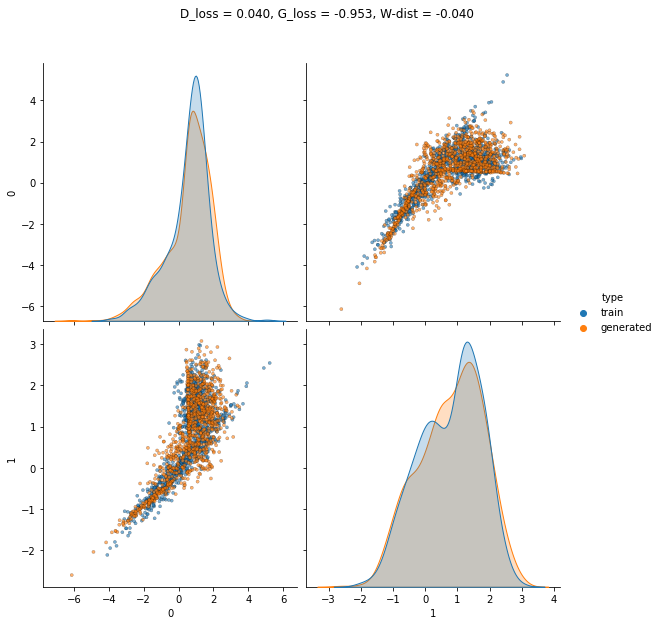 D_loss = 0.040, G_loss = -0.953, W-dist = -0.040
4
2
0
−2
−4
−6
0
type
train
generated
3
2
1
0
−1
−2
1
−6 −4 −2 0 2 4 6
0
−3 −2 −1 0 1 2 3 4
1